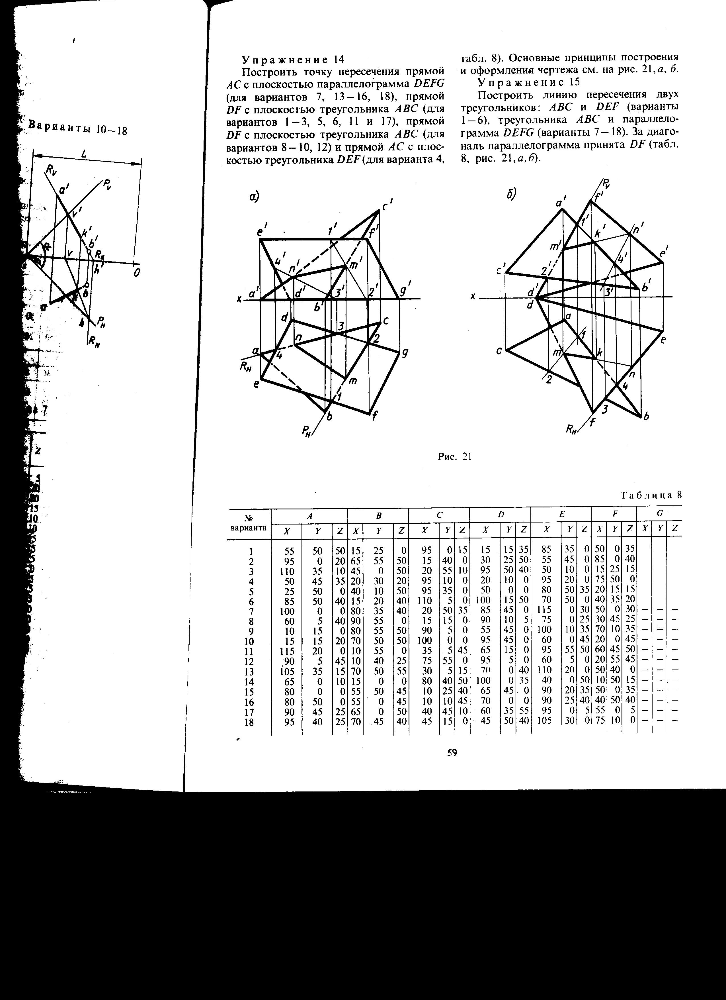 Варианты 10—18
L
Rᵥ
a'
Pᵥ
v'
k'
b'
v
Rₓ
h'
0
b
a
h
Pн
Rн
7
Z
Упражнение 14
Построить точку пересечения прямой
AC с плоскостью параллелограмма DEFG
(для вариантов 7, 13—16, 18), прямой
DF с плоскостью треугольника ABC (для
вариантов 1—3, 5, 6, 11 и 17), прямой
DF с плоскостью треугольника ABC (для
вариантов 8—10, 12) и прямой AC с плос-
костью треугольника DEF (для варианта 4,
табл. 8). Основные принципы построения
и оформления чертежа см. на рис. 21, а, б.
Упражнение 15
Построить линию пересечения двух
треугольников: ABC и DEF (варианты
1—6), треугольника ABC и параллело-
грамма DEFG (варианты 7—18). За диаго-
наль параллелограмма принята DF (табл.
8, рис. 21, а, б).
а)
c'
e' 1' f'
4' n' m'
x a' d' b' 3' 2' g'
d 3 c
n 2
a 4 g
Rн
e m
1
b f
Pн
б)
Pᵥ
a' f'
1' k' n'
m' e'
c' 2' 4'
x d' 3' b'
d
a
1 e
c m k
2 n
4
3 b
f
Rн
Рис. 21
Таблица 8
№ варианта A B C D E F G
X Y Z X Y Z X Y Z X Y Z X Y Z X Y Z X Y Z
1 55 50 50 15 25 0 95 0 15 15 15 35 85 35 0 50 0 35
2 95 0 20 65 55 50 15 40 0 30 25 50 55 45 0 85 0 40
3 110 35 10 45 0 50 20 55 10 95 50 40 50 10 0 15 25 15
4 50 45 35 20 30 20 95 10 0 20 10 0 95 20 0 75 50 0
5 25 50 0 40 10 50 95 35 0 50 0 0 80 50 35 20 15 15
6 85 50 40 15 20 40 110 5 0 100 15 50 70 50 0 40 35 20
7 100 0 0 80 35 40 20 50 35 85 45 0 115 0 30 50 0 30 — — —
8 60 5 40 90 55 0 15 15 0 90 10 5 75 0 25 30 45 25 — — —
9 10 15 0 80 55 50 90 5 0 55 45 0 100 10 35 70 10 35 — — —
10 15 15 20 70 50 50 100 0 0 95 45 0 60 0 45 20 0 45 — — —
11 115 20 0 10 55 0 35 5 45 65 15 0 95 55 50 60 45 50 — — —
12 90 5 45 10 40 25 75 55 0 95 5 0 60 5 0 20 55 45 — — —
13 105 35 15 70 50 55 30 5 15 70 0 40 110 20 0 50 40 0 — — —
14 65 0 10 15 0 0 80 40 50 100 0 35 40 0 50 10 50 15 — — —
15 80 0 0 55 50 45 10 25 40 65 45 0 90 20 35 50 0 35 — — —
16 80 50 0 55 0 45 10 10 45 70 0 0 90 25 40 40 50 40 — — —
17 90 45 25 65 0 50 40 45 10 60 35 55 95 0 5 55 0 5 — — —
18 95 40 25 70 45 40 45 15 0 45 50 40 105 30 0 75 10 0 — — —
59